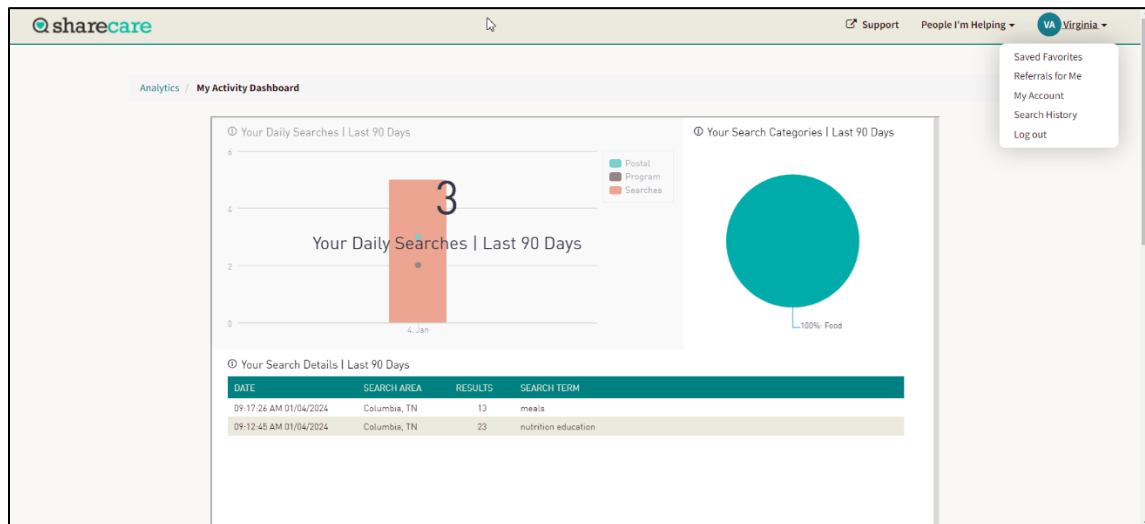 sharecare
Support People I'm Helping VA Virginia
Saved Favorites
Referrals for Me
My Account
Search History
Log out
Analytics / My Activity Dashboard
Your Daily Searches | Last 90 Days
6
4
2
0
4. Jan
Postal
Program
Searches
3
Your Daily Searches | Last 90 Days
Your Search Categories | Last 90 Days
100%: Food
Your Search Details | Last 90 Days
DATE SEARCH AREA RESULTS SEARCH TERM
09:17:26 AM 01/04/2024 Columbia, TN 13 meals
09:12:45 AM 01/04/2024 Columbia, TN 23 nutrition education